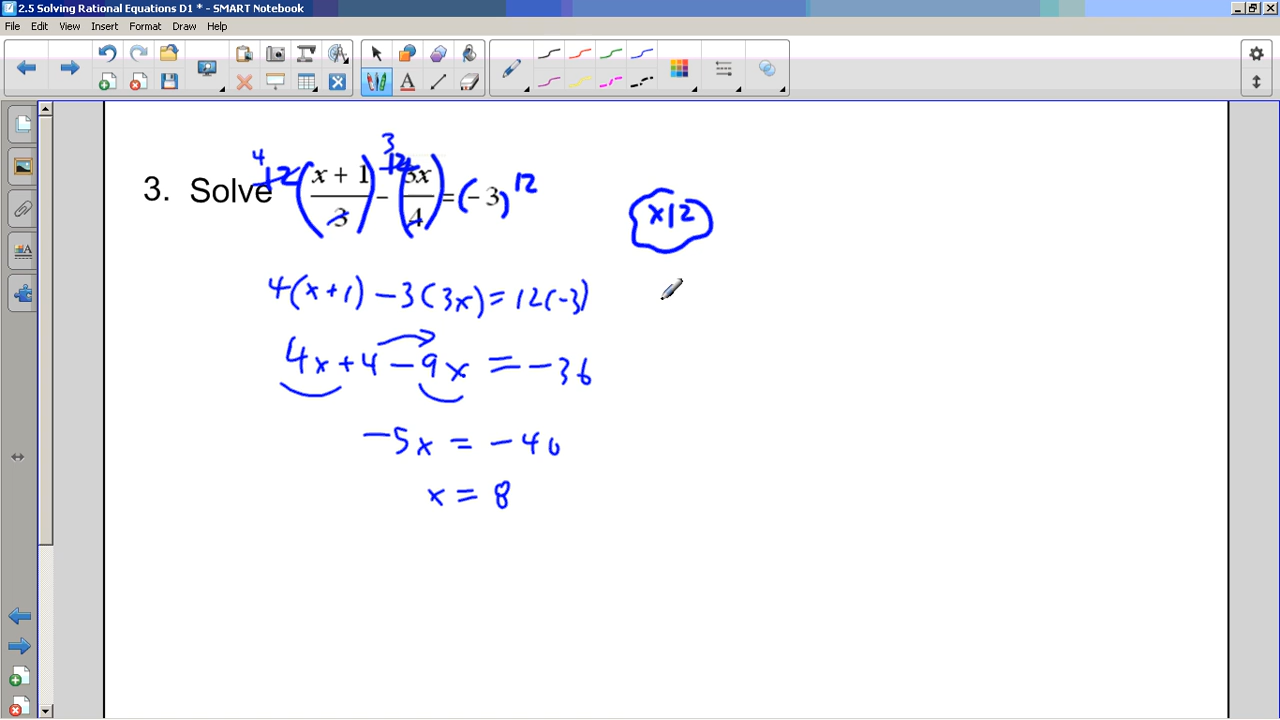 2.5 Solving Rational Equations D1 * - SMART Notebook
File Edit View Insert Format Draw Help
3. Solve 4 12 ( (x + 1) / 3 ) - 3 12 ( 3x / 4 ) = (- 3) 12
x12
4(x+1) - 3(3x) = 12(-3)
4x + 4 - 9x = -36
-5x = -40
x = 8